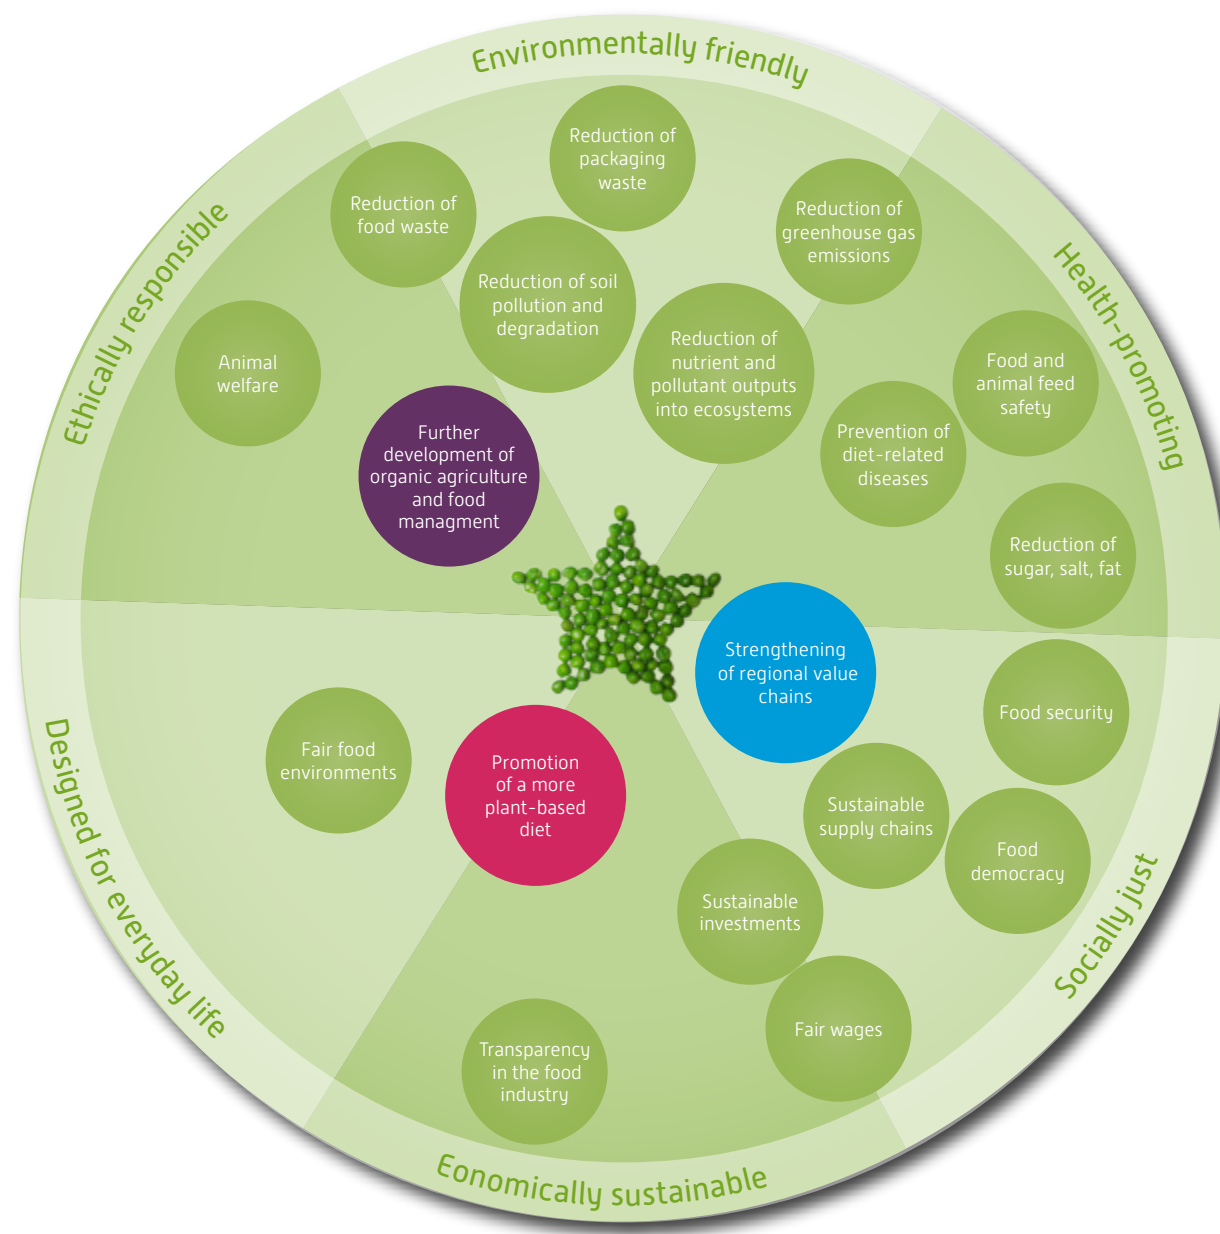 Environmentally friendly
Reduction of
packaging
waste
Reduction of
food waste
Reduction of
greenhouse gas
emissions
Reduction of soil
pollution and
degradation
Reduction of
nutrient and
pollutant outputs
into ecosystems
Ethically responsible
Animal
welfare
Further
development of
organic agriculture
and food
managment
Health-promoting
Food and
animal feed
safety
Prevention of
diet-related
diseases
Reduction of
sugar, salt, fat
Strengthening
of regional value
chains
Food security
Sustainable
supply chains
Food
democracy
Socially just
Sustainable
investments
Fair wages
Designed for everyday life
Fair food
environments
Promotion
of a more
plant-based
diet
Transparency
in the food
industry
Eonomically sustainable